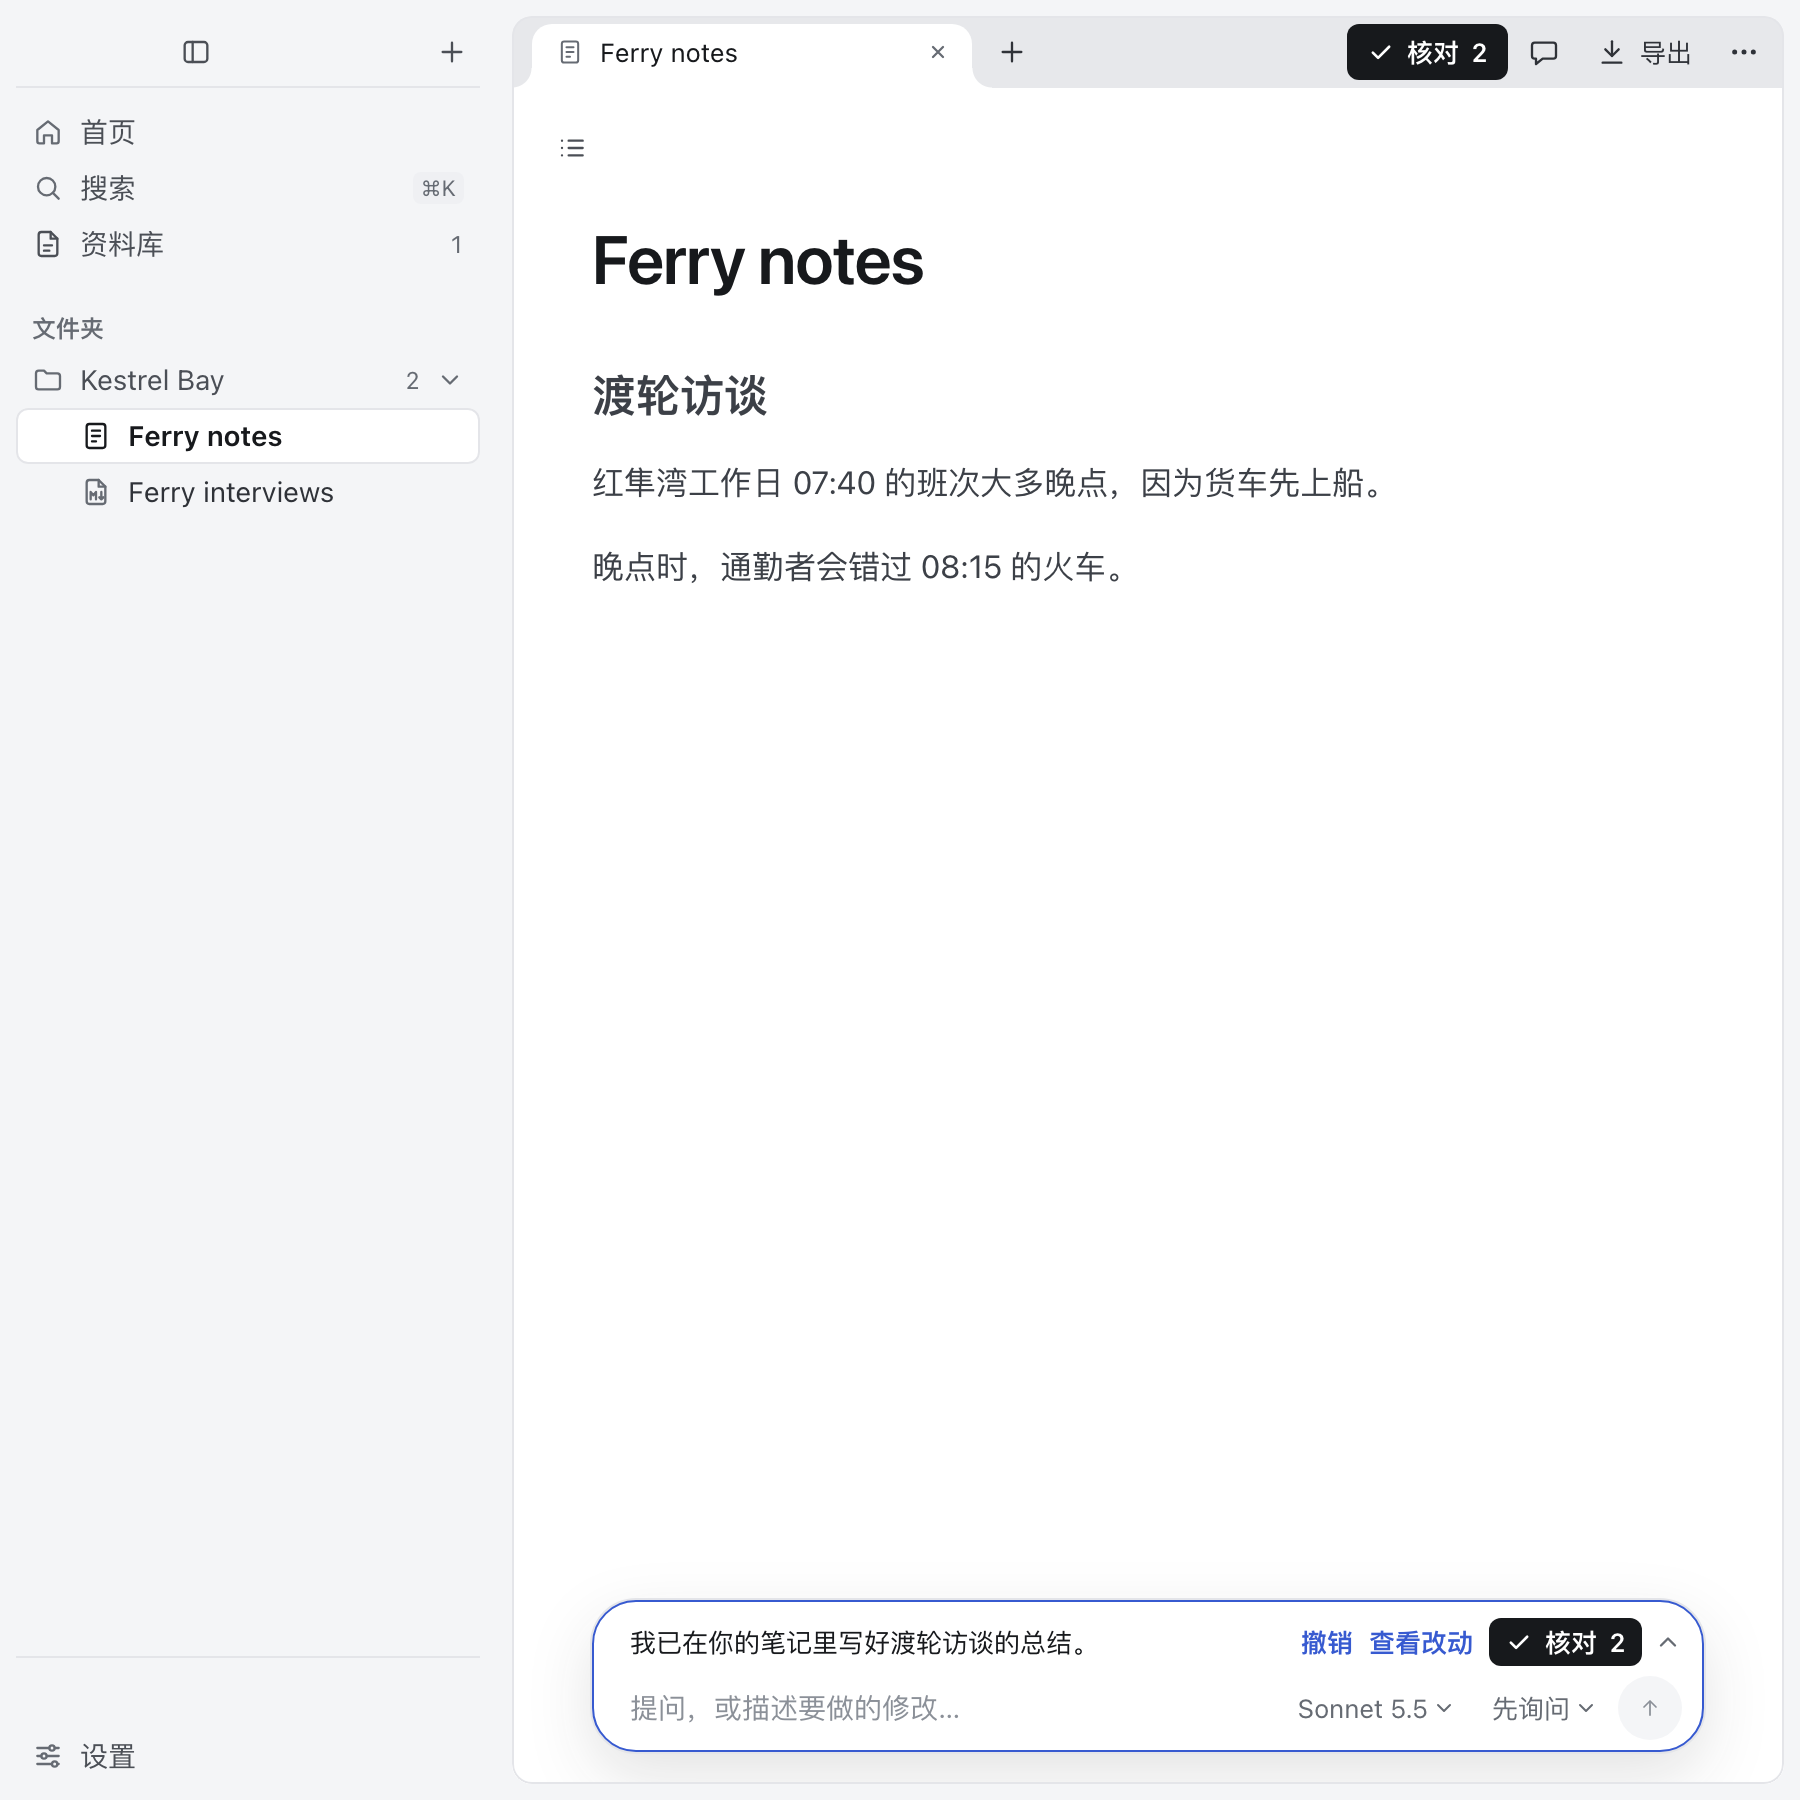 首页
搜索 ⌘K
资料库 1
文件夹
Kestrel Bay 2
Ferry notes
Ferry interviews
设置
Ferry notes
核对 2
导出
Ferry notes
渡轮访谈
红隼湾工作日 07:40 的班次大多晚点，因为货车先上船。
晚点时，通勤者会错过 08:15 的火车。
我已在你的笔记里写好渡轮访谈的总结。 撤销 查看改动 核对 2
提问，或描述要做的修改... Sonnet 5.5 先询问